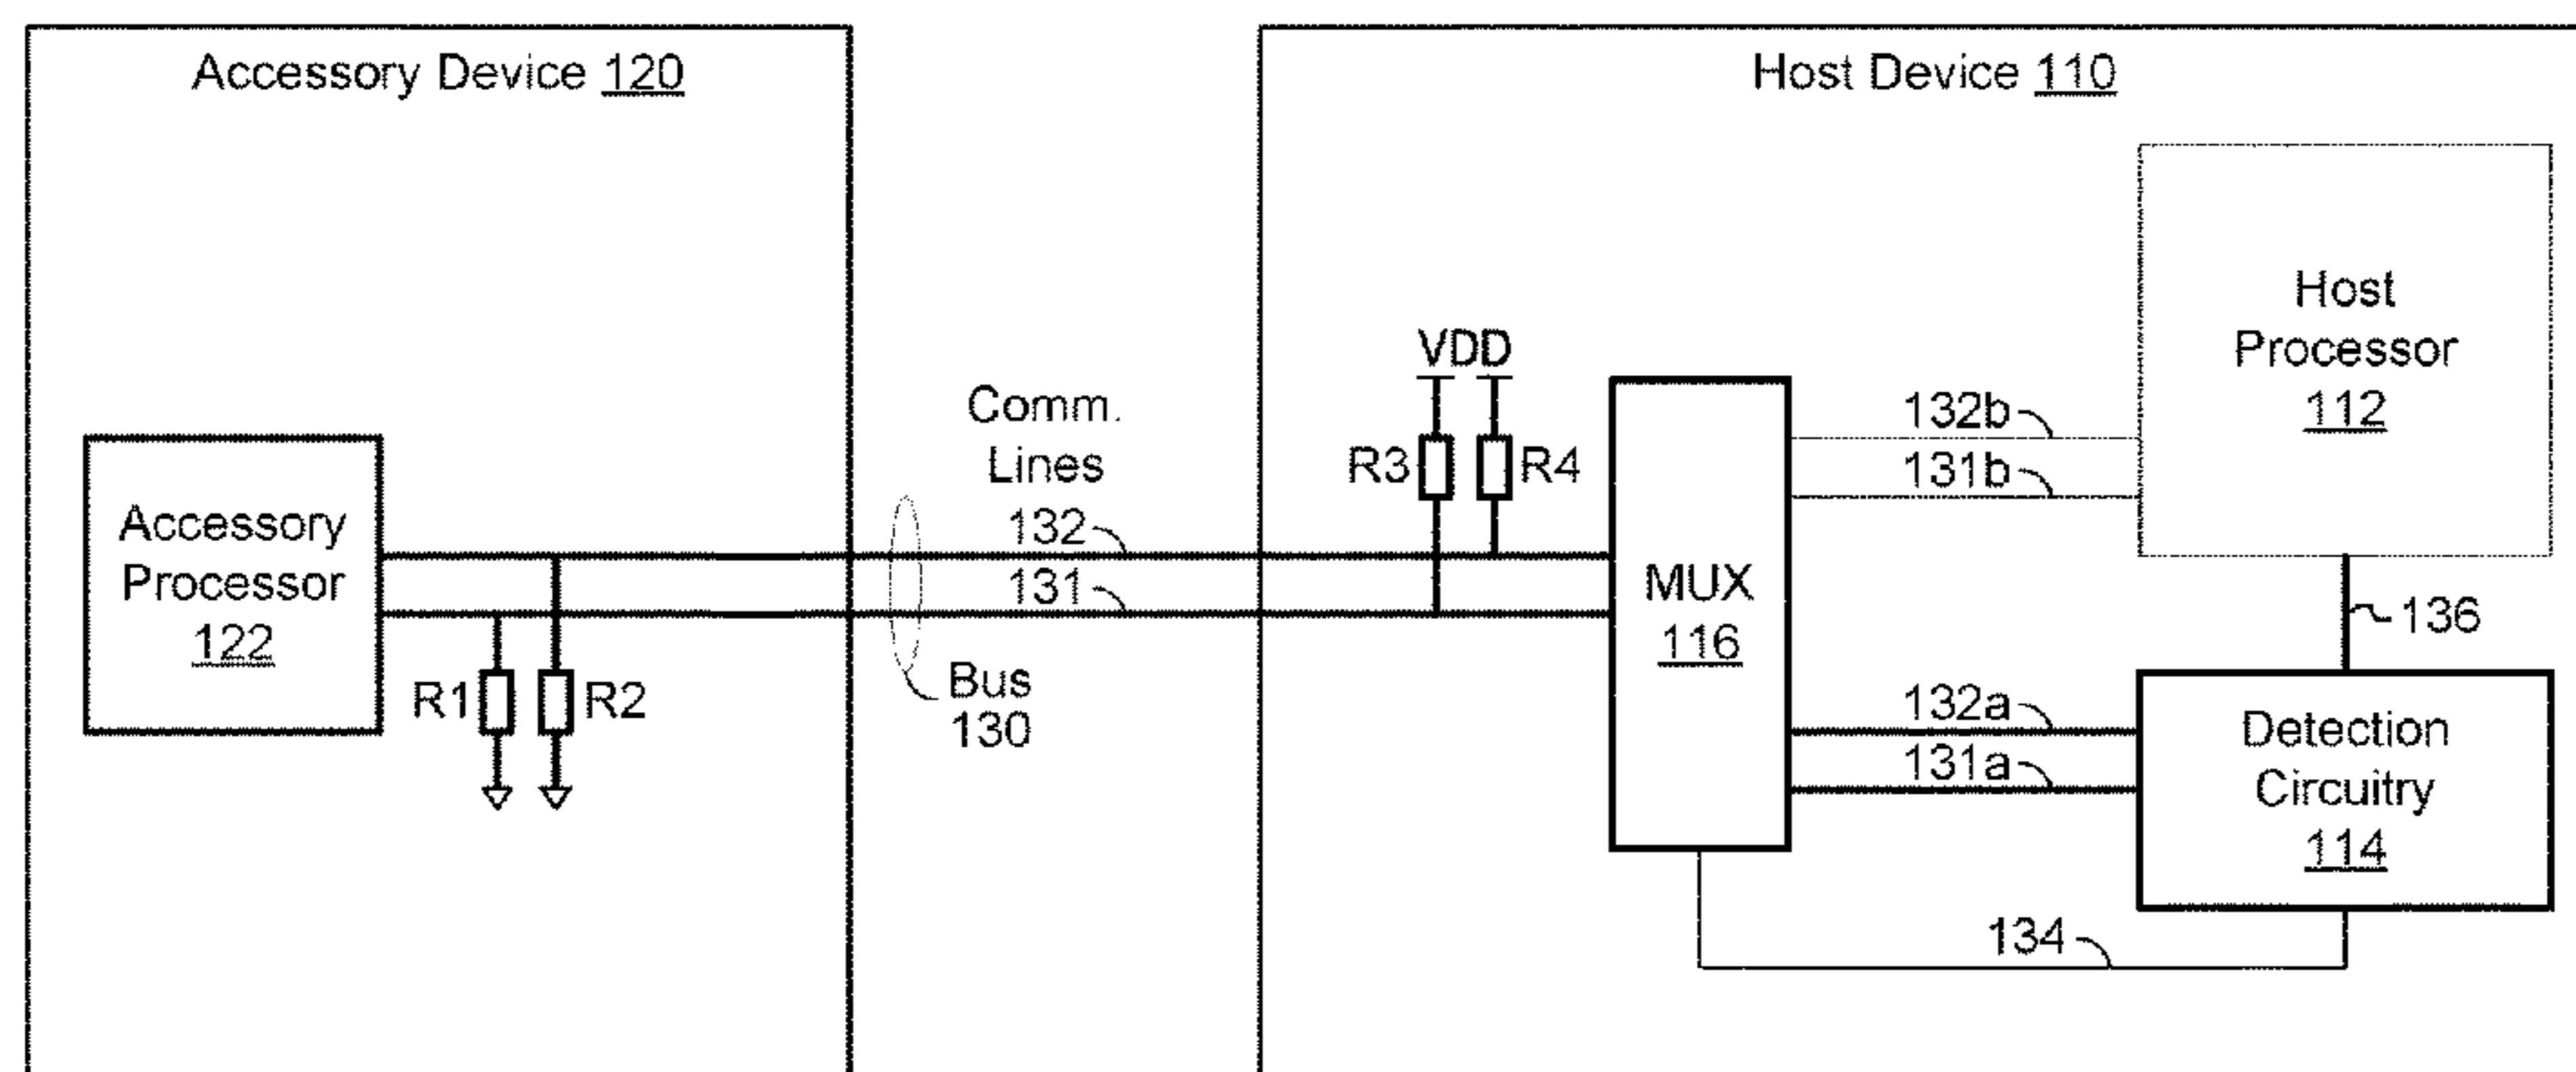 Accessory Device 120
Host Device 110
Accessory
Processor
122
R1
R2
Comm.
Lines
132
131
Bus
130
VDD
R3
R4
MUX
116
132b
131b
Host
Processor
112
136
132a
131a
Detection
Circuitry
114
134